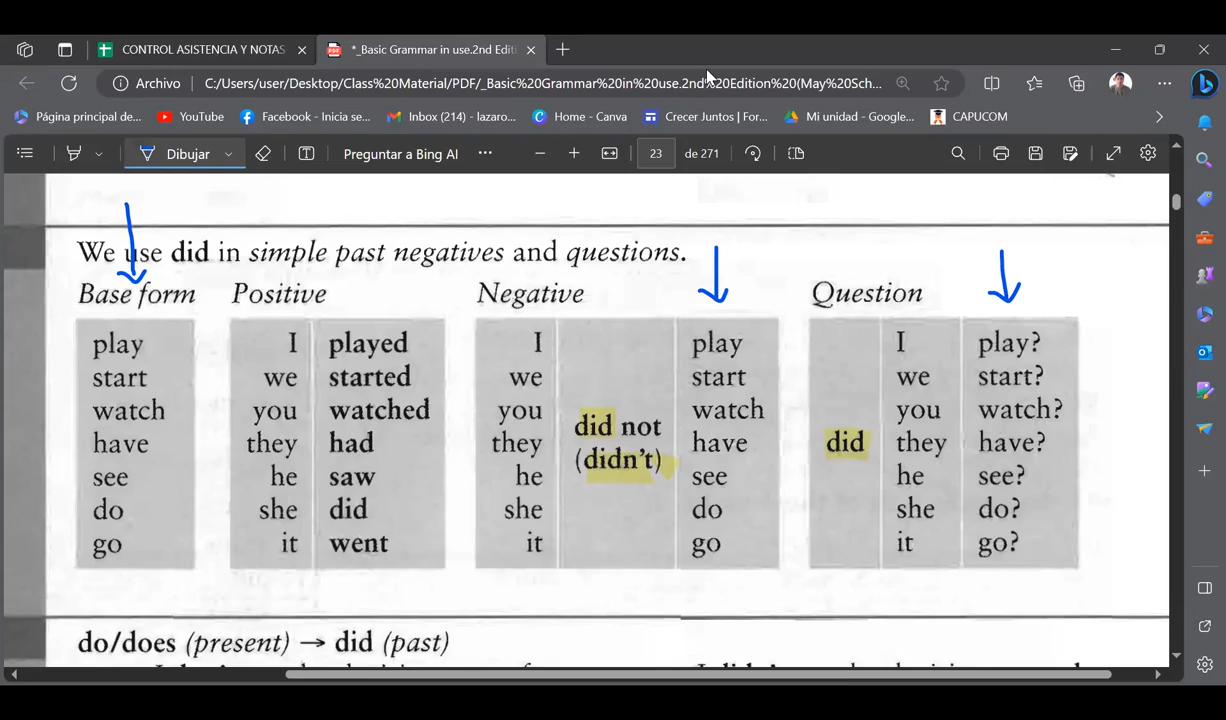 CONTROL ASISTENCIA Y NOTAS
*_Basic Grammar in use.2nd Editi
Archivo
C:/Users/user/Desktop/Class%20Material/PDF/_Basic%20Grammar%20in%20use.2nd%20Edition%20(May%20Sch...
Página principal de...
YouTube
Facebook - Inicia se...
Inbox (214) - lazaro...
Home - Canva
Crecer Juntos | For...
Mi unidad - Google...
CAPUCOM
Dibujar
Preguntar a Bing AI
23
de 271
We use did in simple past negatives and questions.
Base form Positive Negative Question
play I played I play I play?
start we started we start we start?
watch you watched you did not watch you watch?
have they had they (didn't) have did they have?
see he saw he see he see?
do she did she do she do?
go it went it go it go?
do/does (present) → did (past)